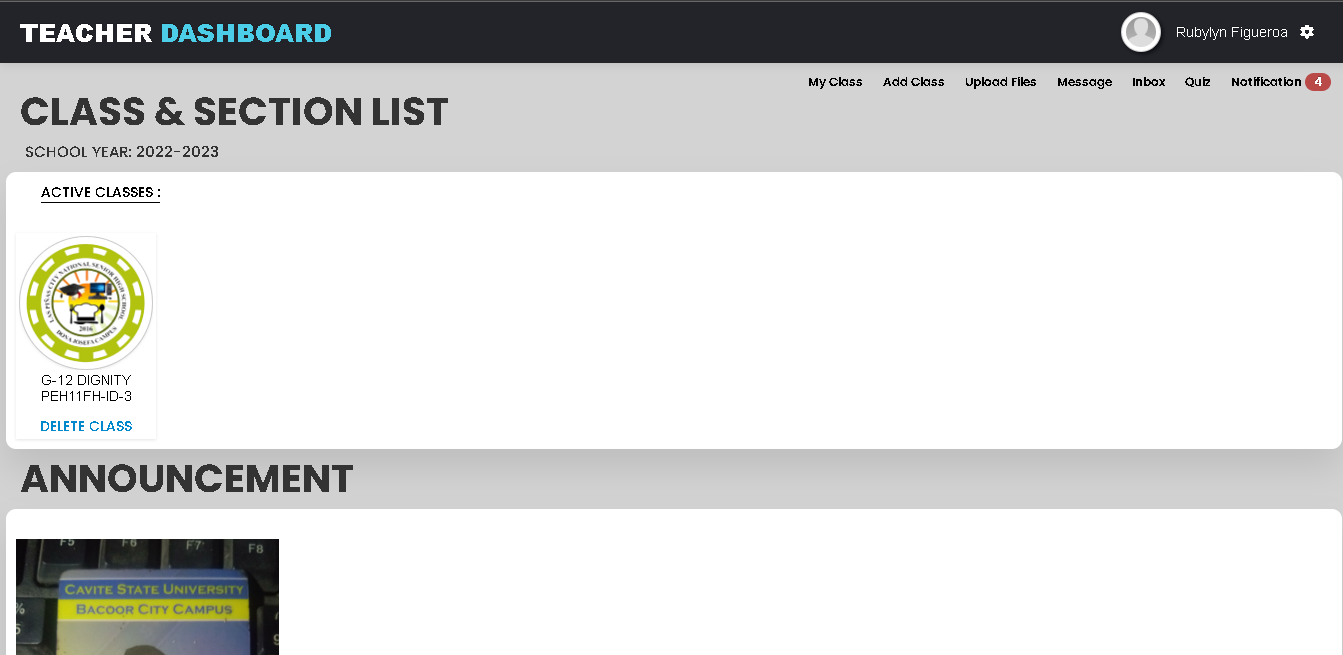 TEACHER DASHBOARD
Rubylyn Figueroa
My Class Add Class Upload Files Message Inbox Quiz Notification 4
CLASS & SECTION LIST
SCHOOL YEAR: 2022-2023
ACTIVE CLASSES :
LAS PIÑAS CITY NATIONAL SENIOR HIGH SCHOOL
2016
DONA JOSEFA CAMPUS
G-12 DIGNITY
PEH11FH-ID-3
DELETE CLASS
ANNOUNCEMENT
F5 F6 F7 F8
CAVITE STATE UNIVERSITY
BACOOR CITY CAMPUS
%
5